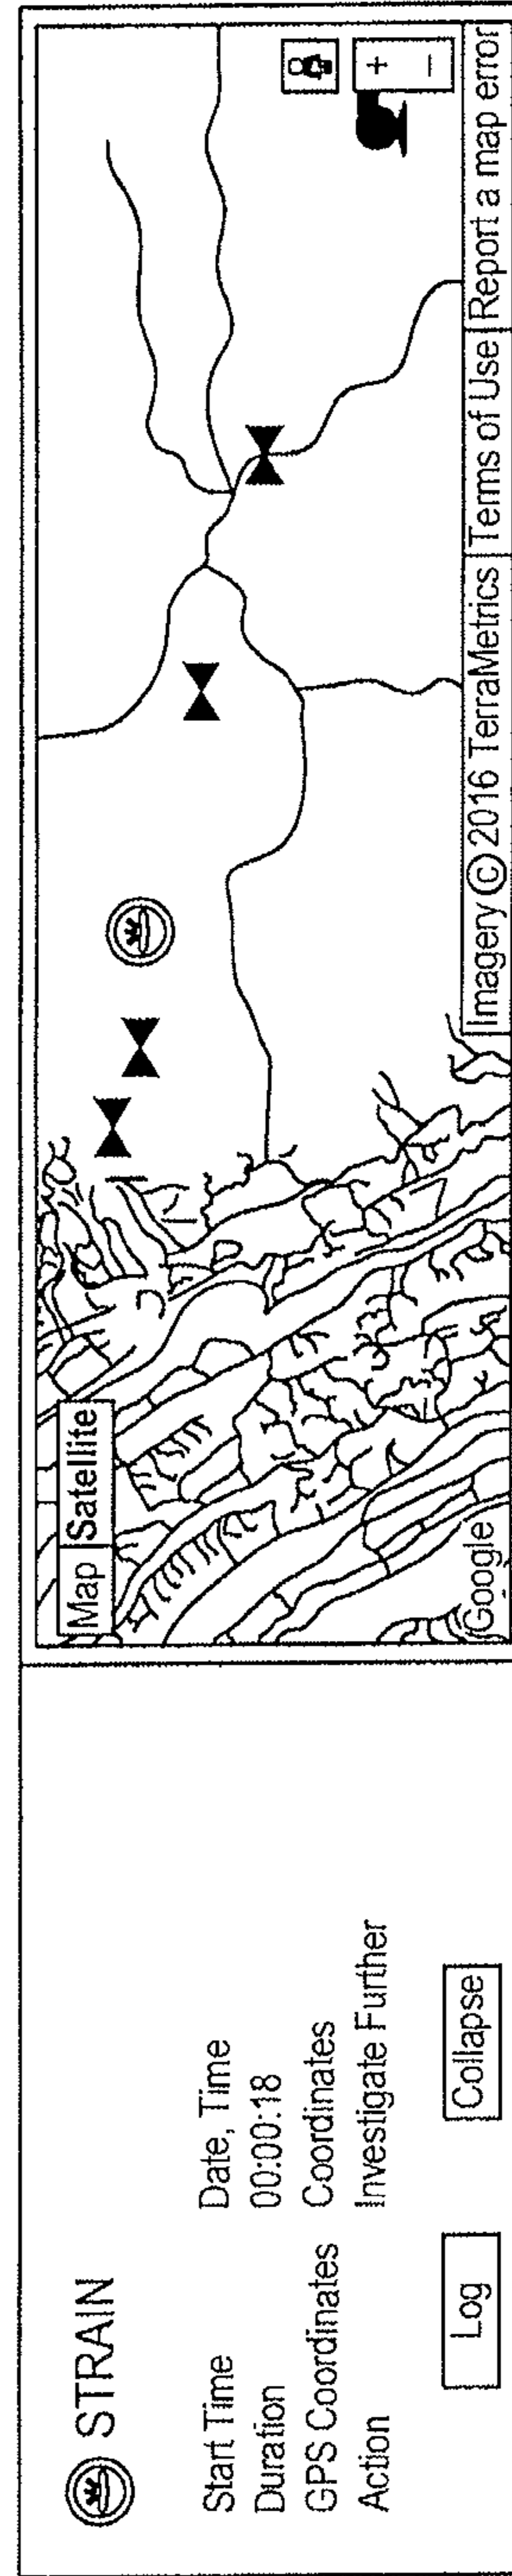 STRAIN
Start Time Date, Time
Duration 00:00:18
GPS Coordinates Coordinates
Action Investigate Further
Log Collapse
Map Satellite
+
−
Google
Imagery © 2016 TerraMetrics Terms of Use Report a map error